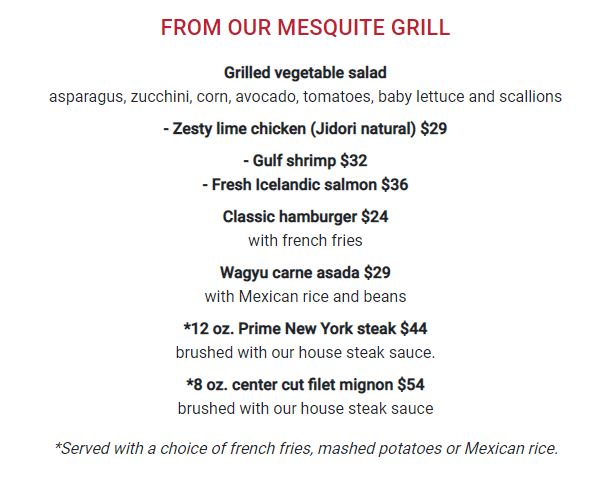 FROM OUR MESQUITE GRILL
Grilled vegetable salad
asparagus, zucchini, corn, avocado, tomatoes, baby lettuce and scallions
- Zesty lime chicken (Jidori natural) $29
- Gulf shrimp $32
- Fresh Icelandic salmon $36
Classic hamburger $24
with french fries
Wagyu carne asada $29
with Mexican rice and beans
*12 oz. Prime New York steak $44
brushed with our house steak sauce.
*8 oz. center cut filet mignon $54
brushed with our house steak sauce
*Served with a choice of french fries, mashed potatoes or Mexican rice.